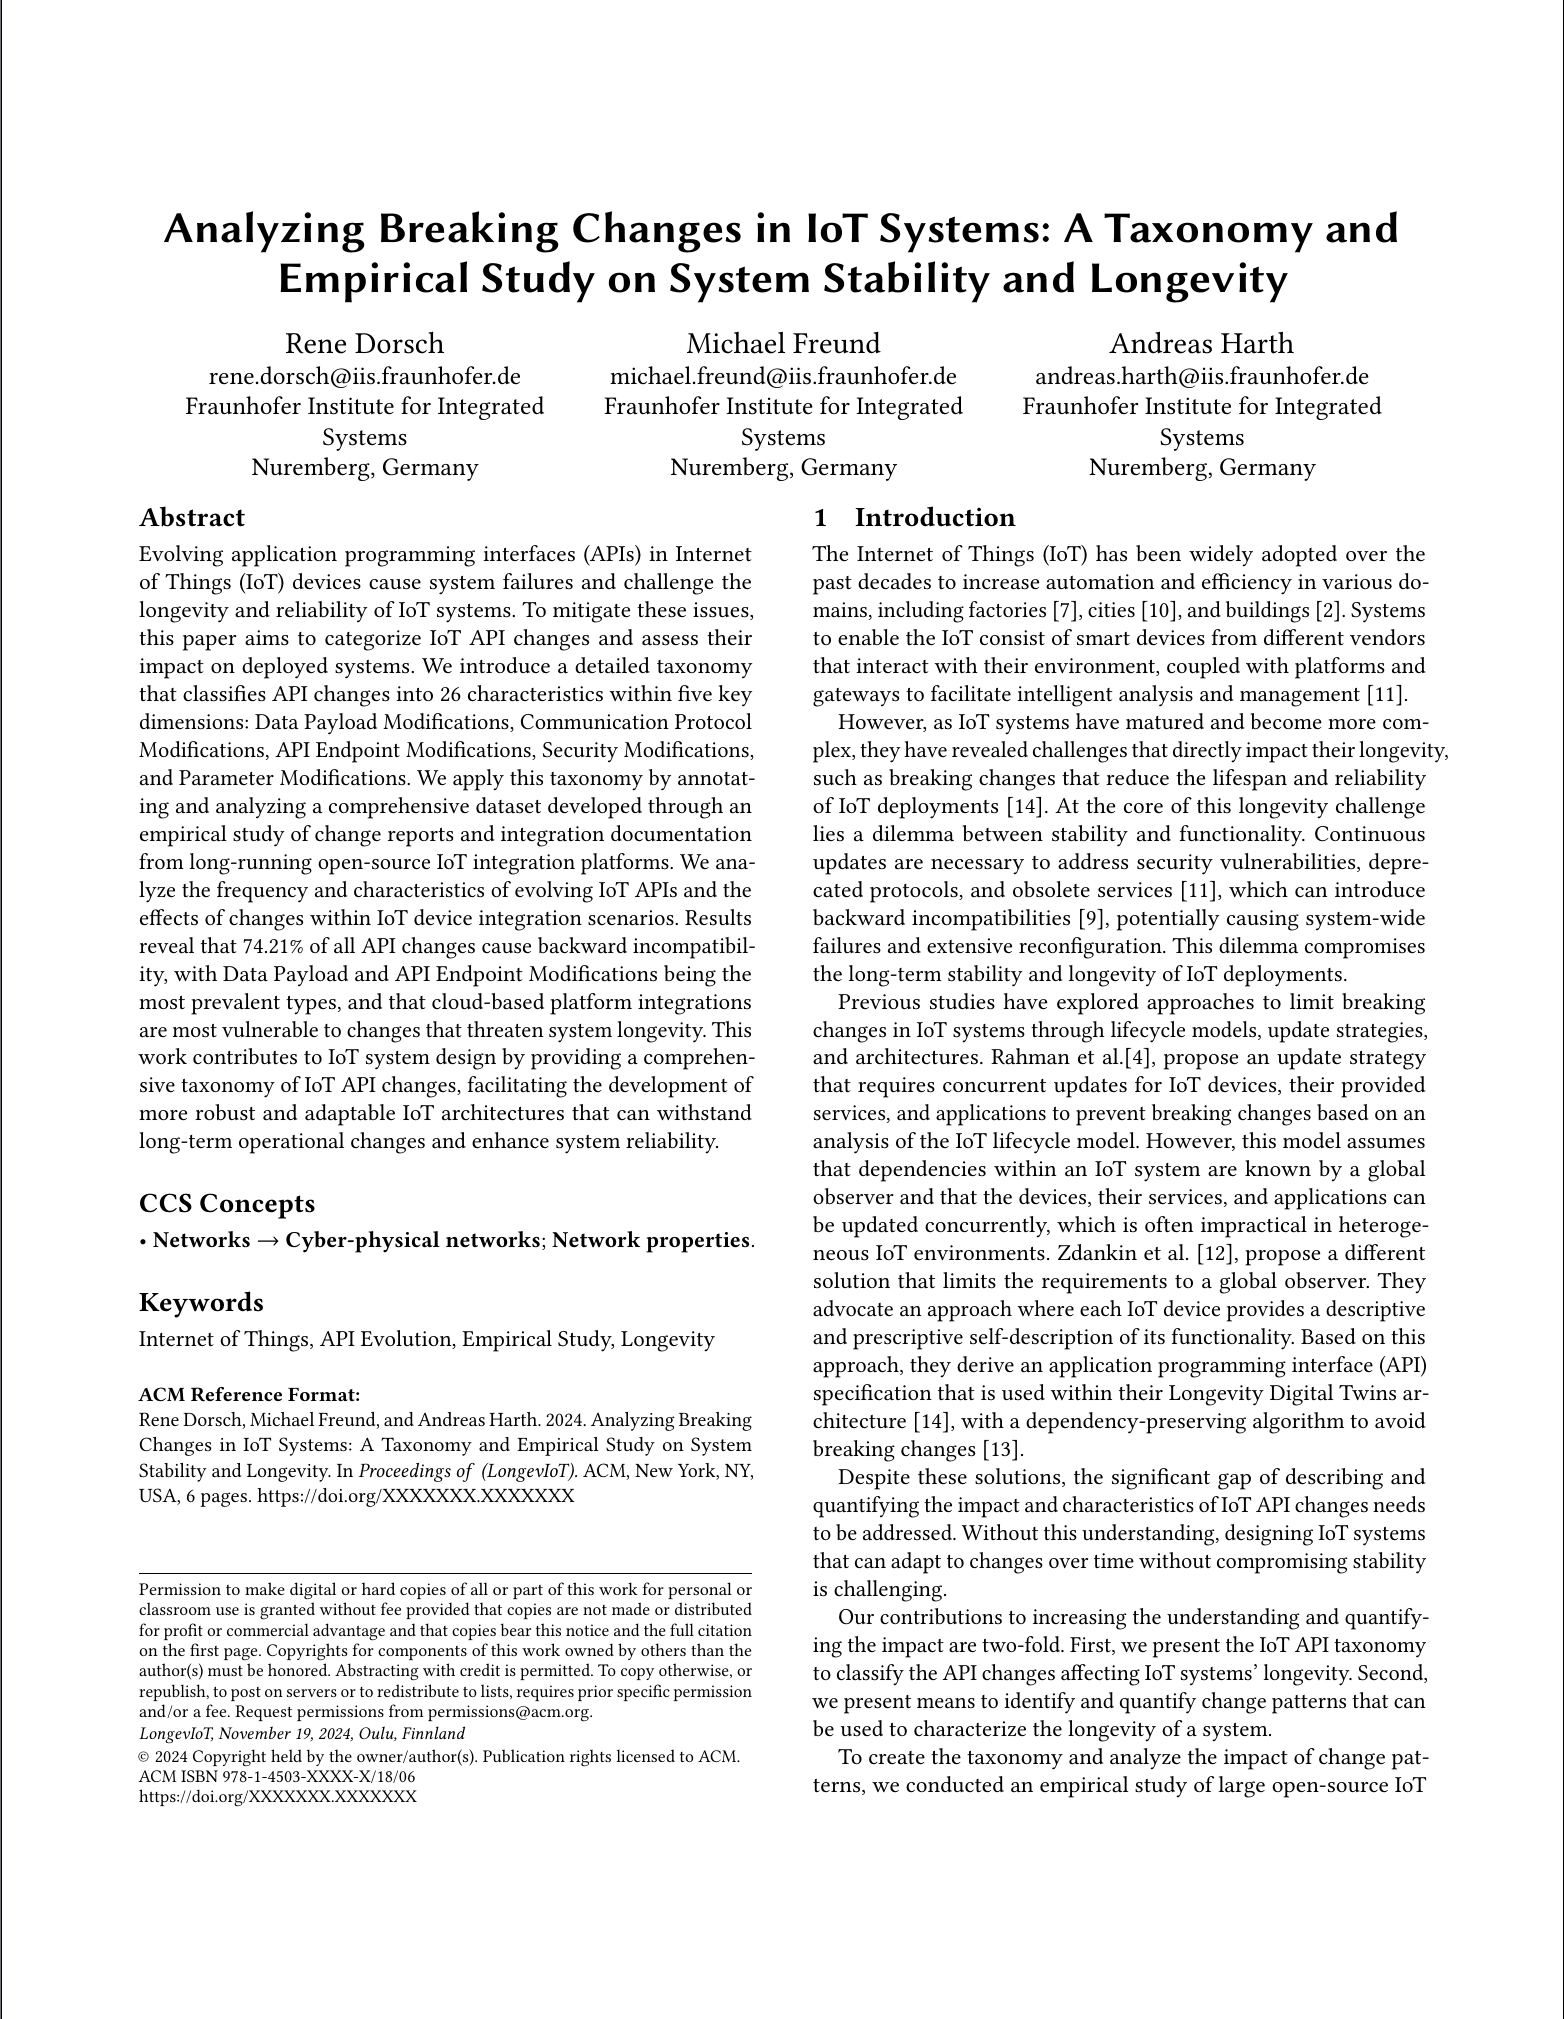 Analyzing Breaking Changes in IoT Systems: A Taxonomy and
Empirical Study on System Stability and Longevity
Rene Dorsch
rene.dorsch@iis.fraunhofer.de
Fraunhofer Institute for Integrated
Systems
Nuremberg, Germany
Michael Freund
michael.freund@iis.fraunhofer.de
Fraunhofer Institute for Integrated
Systems
Nuremberg, Germany
Andreas Harth
andreas.harth@iis.fraunhofer.de
Fraunhofer Institute for Integrated
Systems
Nuremberg, Germany
Abstract
Evolving application programming interfaces (APIs) in Internet
of Things (IoT) devices cause system failures and challenge the
longevity and reliability of IoT systems. To mitigate these issues,
this paper aims to categorize IoT API changes and assess their
impact on deployed systems. We introduce a detailed taxonomy
that classifies API changes into 26 characteristics within five key
dimensions: Data Payload Modifications, Communication Protocol
Modifications, API Endpoint Modifications, Security Modifications,
and Parameter Modifications. We apply this taxonomy by annotat-
ing and analyzing a comprehensive dataset developed through an
empirical study of change reports and integration documentation
from long-running open-source IoT integration platforms. We ana-
lyze the frequency and characteristics of evolving IoT APIs and the
effects of changes within IoT device integration scenarios. Results
reveal that 74.21% of all API changes cause backward incompatibil-
ity, with Data Payload and API Endpoint Modifications being the
most prevalent types, and that cloud-based platform integrations
are most vulnerable to changes that threaten system longevity. This
work contributes to IoT system design by providing a comprehen-
sive taxonomy of IoT API changes, facilitating the development of
more robust and adaptable IoT architectures that can withstand
long-term operational changes and enhance system reliability.
CCS Concepts
• Networks → Cyber-physical networks; Network properties.
Keywords
Internet of Things, API Evolution, Empirical Study, Longevity
ACM Reference Format:
Rene Dorsch, Michael Freund, and Andreas Harth. 2024. Analyzing Breaking
Changes in IoT Systems: A Taxonomy and Empirical Study on System
Stability and Longevity. In Proceedings of (LongevIoT). ACM, New York, NY,
USA, 6 pages. https://doi.org/XXXXXXX.XXXXXXX
Permission to make digital or hard copies of all or part of this work for personal or
classroom use is granted without fee provided that copies are not made or distributed
for profit or commercial advantage and that copies bear this notice and the full citation
on the first page. Copyrights for components of this work owned by others than the
author(s) must be honored. Abstracting with credit is permitted. To copy otherwise, or
republish, to post on servers or to redistribute to lists, requires prior specific permission
and/or a fee. Request permissions from permissions@acm.org.
LongevIoT, November 19, 2024, Oulu, Finnland
© 2024 Copyright held by the owner/author(s). Publication rights licensed to ACM.
ACM ISBN 978-1-4503-XXXX-X/18/06
https://doi.org/XXXXXXX.XXXXXXX
1 Introduction
The Internet of Things (IoT) has been widely adopted over the
past decades to increase automation and efficiency in various do-
mains, including factories [7], cities [10], and buildings [2]. Systems
to enable the IoT consist of smart devices from different vendors
that interact with their environment, coupled with platforms and
gateways to facilitate intelligent analysis and management [11].
However, as IoT systems have matured and become more com-
plex, they have revealed challenges that directly impact their longevity,
such as breaking changes that reduce the lifespan and reliability
of IoT deployments [14]. At the core of this longevity challenge
lies a dilemma between stability and functionality. Continuous
updates are necessary to address security vulnerabilities, depre-
cated protocols, and obsolete services [11], which can introduce
backward incompatibilities [9], potentially causing system-wide
failures and extensive reconfiguration. This dilemma compromises
the long-term stability and longevity of IoT deployments.
Previous studies have explored approaches to limit breaking
changes in IoT systems through lifecycle models, update strategies,
and architectures. Rahman et al.[4], propose an update strategy
that requires concurrent updates for IoT devices, their provided
services, and applications to prevent breaking changes based on an
analysis of the IoT lifecycle model. However, this model assumes
that dependencies within an IoT system are known by a global
observer and that the devices, their services, and applications can
be updated concurrently, which is often impractical in heteroge-
neous IoT environments. Zdankin et al. [12], propose a different
solution that limits the requirements to a global observer. They
advocate an approach where each IoT device provides a descriptive
and prescriptive self-description of its functionality. Based on this
approach, they derive an application programming interface (API)
specification that is used within their Longevity Digital Twins ar-
chitecture [14], with a dependency-preserving algorithm to avoid
breaking changes [13].
Despite these solutions, the significant gap of describing and
quantifying the impact and characteristics of IoT API changes needs
to be addressed. Without this understanding, designing IoT systems
that can adapt to changes over time without compromising stability
is challenging.
Our contributions to increasing the understanding and quantify-
ing the impact are two-fold. First, we present the IoT API taxonomy
to classify the API changes affecting IoT systems' longevity. Second,
we present means to identify and quantify change patterns that can
be used to characterize the longevity of a system.
To create the taxonomy and analyze the impact of change pat-
terns, we conducted an empirical study of large open-source IoT